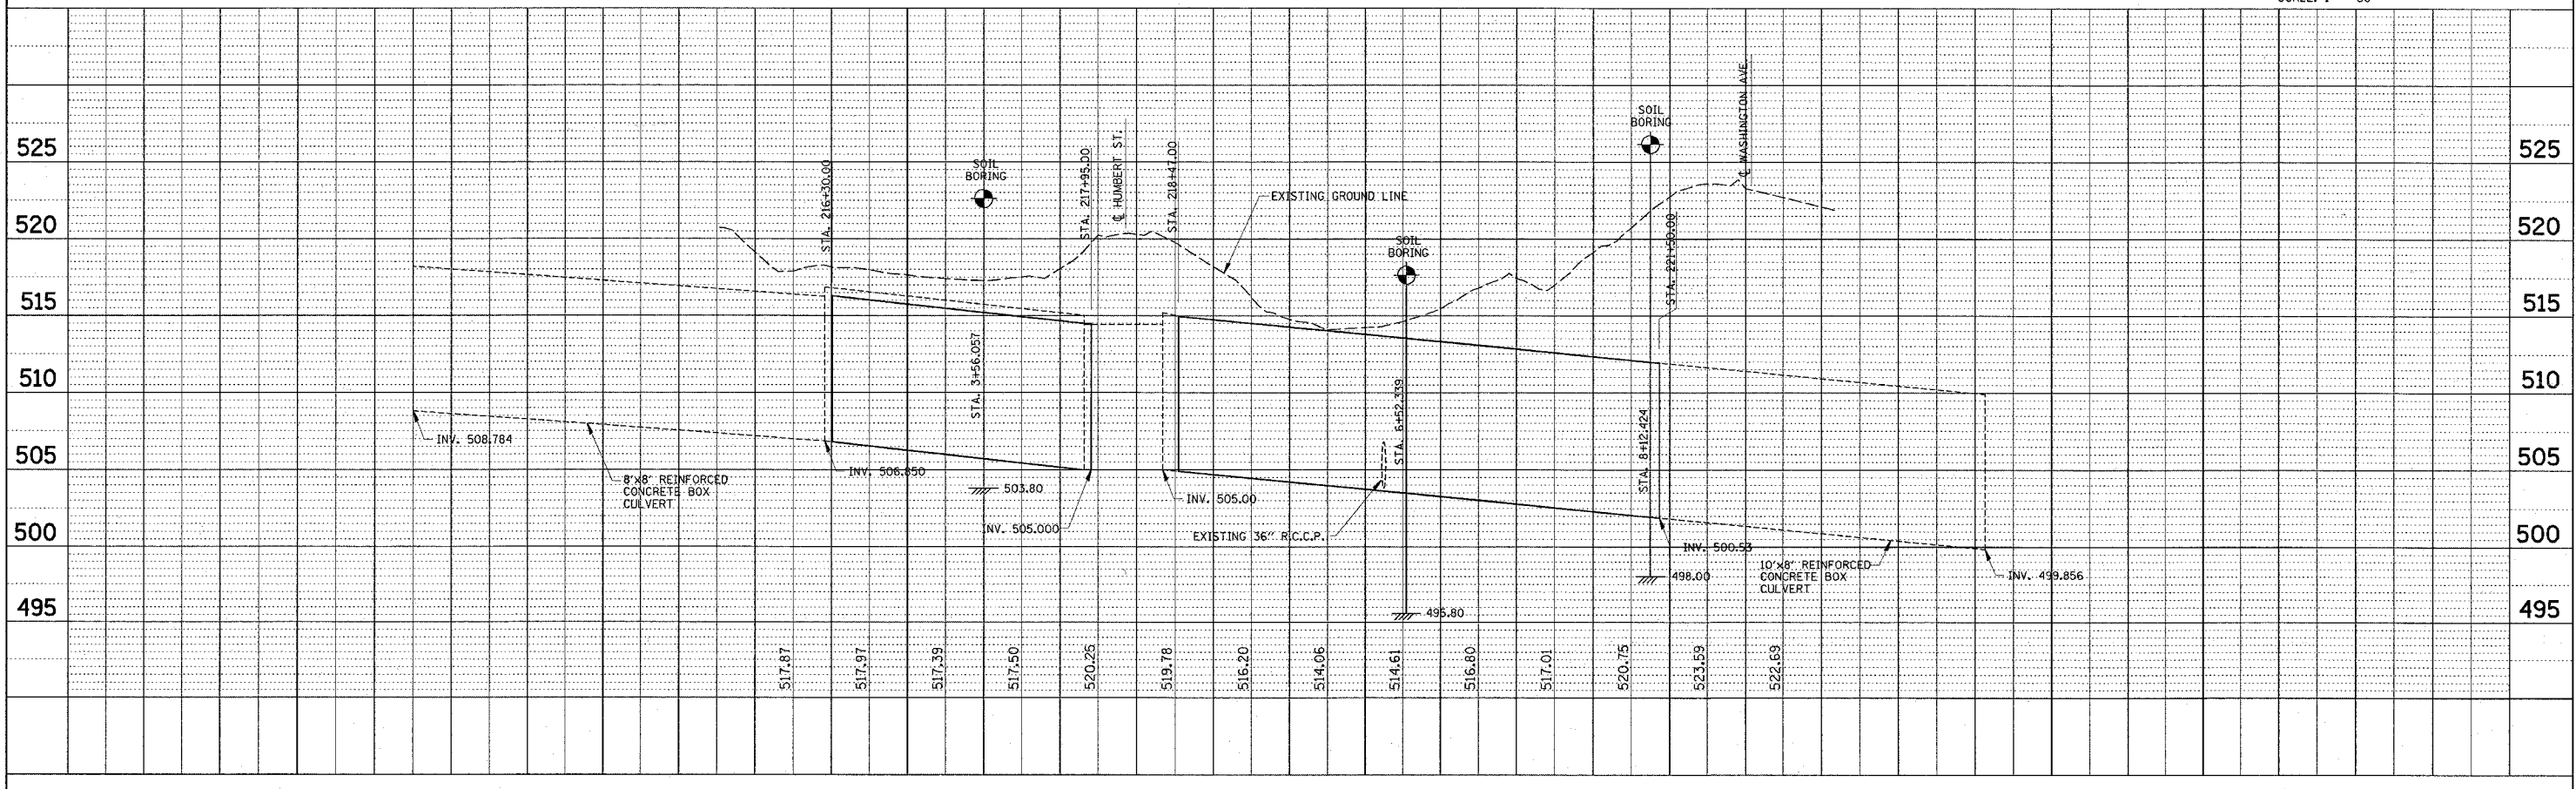 525
520
515
510
505
500
495
525
520
515
510
505
500
495
STA. 216+30.00
SOIL
BORING
STA. 217+95.00
℄ HUMBERT ST.
STA. 218+47.00
EXISTING GROUND LINE
SOIL
BORING
SOIL
BORING
STA. 221+50.00
℄ WASHINGTON AVE.
STA. 3+56.057
STA. 6+52.339
STA. 8+12.424
INV. 508.784
8'x8' REINFORCED
CONCRETE BOX
CULVERT
INV. 506.850
503.80
INV. 505.000
INV. 505.00
EXISTING 36" R.C.C.P.
495.80
INV. 500.53
498.00
10'x8' REINFORCED
CONCRETE BOX
CULVERT
INV. 499.856
517.87
517.97
517.39
517.50
520.25
519.78
516.20
514.06
514.61
516.80
517.01
520.75
523.59
522.69